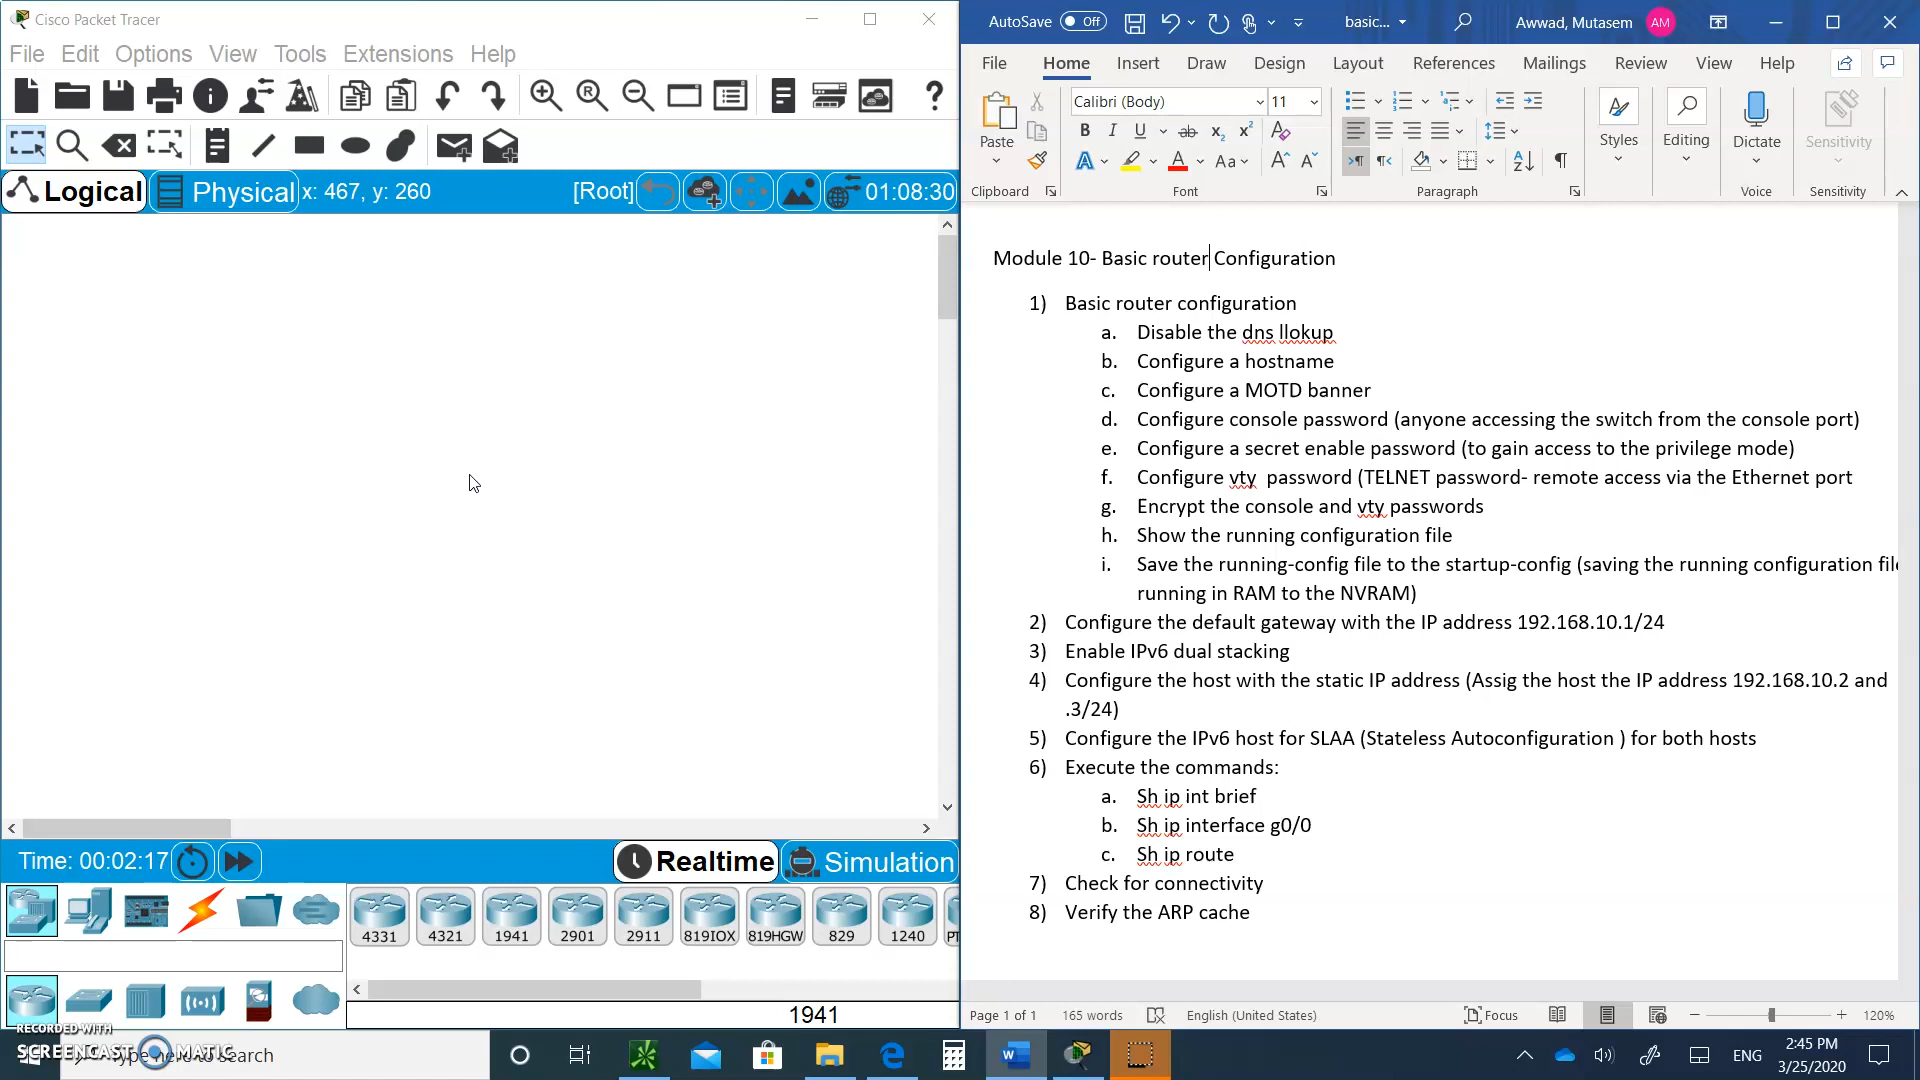 Cisco Packet Tracer
File Edit Options View Tools Extensions Help
Logical Physical x: 467, y: 260 [Root] 01:08:30
Time: 00:02:17 Realtime Simulation
4331 4321 1941 2901 2911 819IOX 819HGW 829 1240
1941
AutoSave Off basic... Awwad, Mutasem AM
File Home Insert Draw Design Layout References Mailings Review View Help
Calibri (Body) 11
Paste Styles Editing Dictate Sensitivity
Clipboard Font Paragraph Voice Sensitivity
Module 10- Basic router Configuration
1) Basic router configuration
a. Disable the dns llokup
b. Configure a hostname
c. Configure a MOTD banner
d. Configure console password (anyone accessing the switch from the console port)
e. Configure a secret enable password (to gain access to the privilege mode)
f. Configure vty password (TELNET password- remote access via the Ethernet port
g. Encrypt the console and vty passwords
h. Show the running configuration file
i. Save the running-config file to the startup-config (saving the running configuration
running in RAM to the NVRAM)
2) Configure the default gateway with the IP address 192.168.10.1/24
3) Enable IPv6 dual stacking
4) Configure the host with the static IP address (Assig the host the IP address 192.168.10.2 and
.3/24)
5) Configure the IPv6 host for SLAA (Stateless Autoconfiguration ) for both hosts
6) Execute the commands:
a. Sh ip int brief
b. Sh ip interface g0/0
c. Sh ip route
7) Check for connectivity
8) Verify the ARP cache
Page 1 of 1 165 words English (United States) Focus 120%
RECORDED WITH
SCREENCAST MATIC
Type here to search
ENG 2:45 PM
3/25/2020